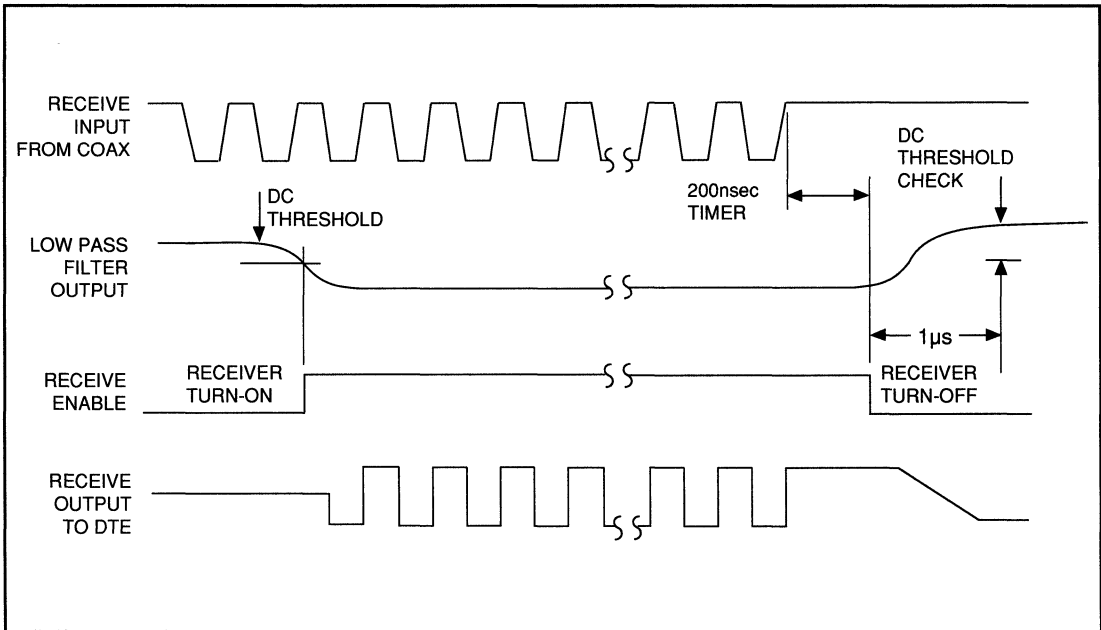 RECEIVE
INPUT
FROM COAX
200nsec
TIMER
DC
THRESHOLD
CHECK
DC
THRESHOLD
LOW PASS
FILTER
OUTPUT
1µs
RECEIVE
ENABLE
RECEIVER
TURN-ON
RECEIVER
TURN-OFF
RECEIVE
OUTPUT
TO DTE